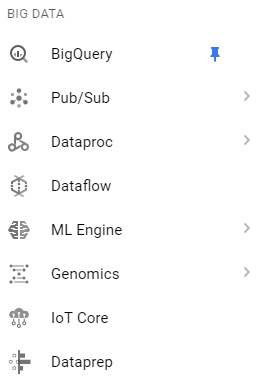 BIG DATA
BigQuery
Pub/Sub
Dataproc
Dataflow
ML Engine
Genomics
IoT Core
Dataprep